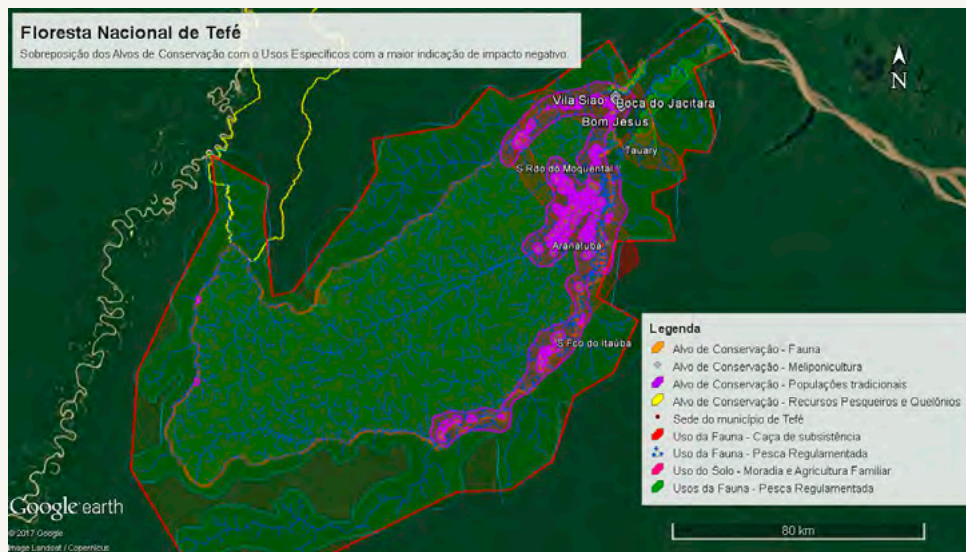 Floresta Nacional de Tefé
Sobreposição dos Alvos de Conservação com o Usos Específicos com a maior indicação de impacto negativo.
N
Vila Siao
Boca do Jacitara
Bom Jesus
Tauary
S Rdo do Moquental
Aranatuba
S Fco do Itaúba
Legenda
Alvo de Conservação - Fauna
Alvo de Conservação - Meliponicultura
Alvo de Conservação - Populações tradicionais
Alvo de Conservação - Recursos Pesqueiros e Quelônios
Sede do município de Tefé
Uso da Fauna - Caça de subsistência
Uso da Fauna - Pesca Regulamentada
Uso do Solo - Moradia e Agricultura Familiar
Usos da Fauna - Pesca Regulamentada
Google earth
© 2017 Google
Image Landsat / Copernicus
80 km